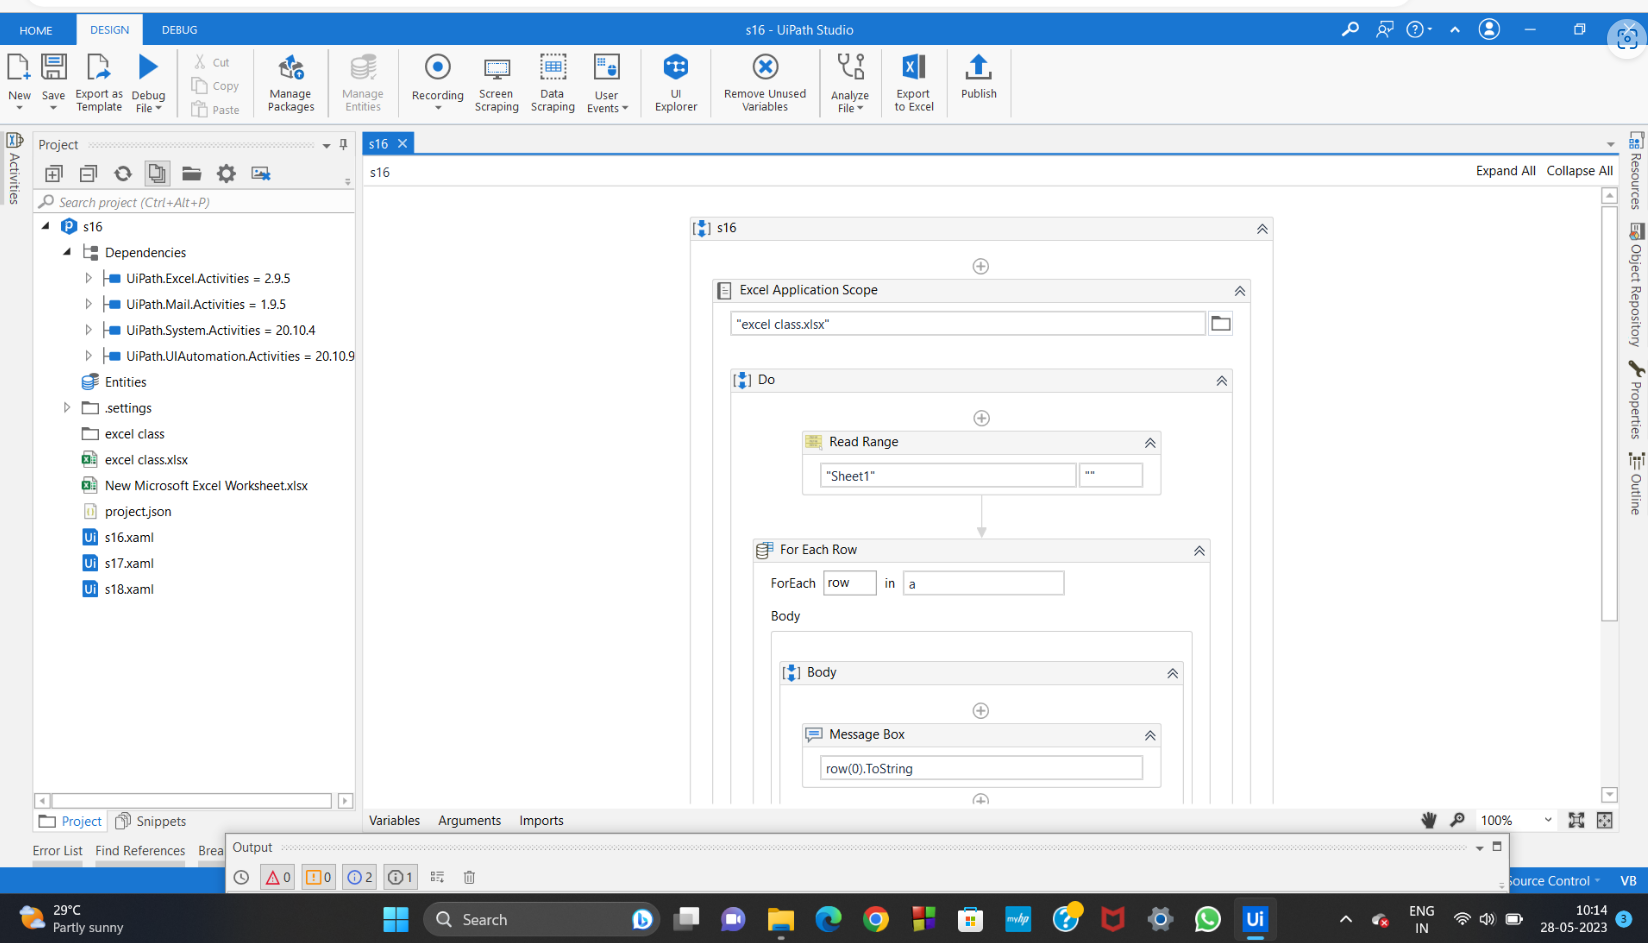 HOME
DESIGN
DEBUG
s16 - UiPath Studio
New
Save
Export as
Template
Debug
File
Cut
Copy
Paste
Manage
Packages
Manage
Entities
Recording
Screen
Scraping
Data
Scraping
User
Events
UI
Explorer
Remove Unused
Variables
Analyze
File
Export
to Excel
Publish
Activities
Project
Search project (Ctrl+Alt+P)
s16
Dependencies
UiPath.Excel.Activities = 2.9.5
UiPath.Mail.Activities = 1.9.5
UiPath.System.Activities = 20.10.4
UiPath.UIAutomation.Activities = 20.10.9
Entities
.settings
excel class
excel class.xlsx
New Microsoft Excel Worksheet.xlsx
project.json
Ui s16.xaml
Ui s17.xaml
Ui s18.xaml
Project
Snippets
s16
s16
Expand All
Collapse All
s16
Excel Application Scope
"excel class.xlsx"
Do
Read Range
"Sheet1"
""
For Each Row
ForEach row in a
Body
Body
Message Box
row(0).ToString
Resources
Object Repository
Properties
Outline
Variables
Arguments
Imports
100%
Error List
Find References
Brea
Output
0
0
2
1
Source Control
VB
29°C
Partly sunny
Search
myhp
Ui
ENG
IN
10:14
28-05-2023
3